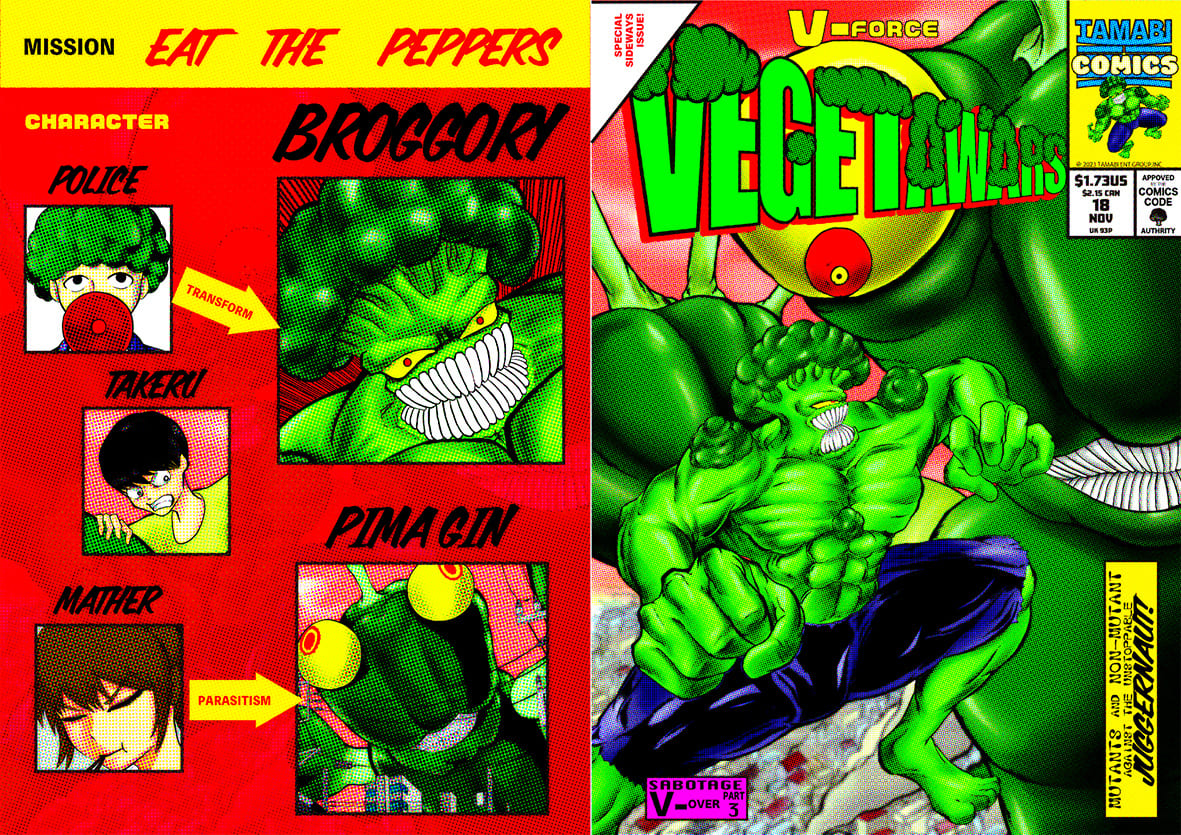 MISSION EAT THE PEPPERS
CHARACTER
BROGGORY
POLICE
TRANSFORM
TAKERU
PIMAGIN
MATHER
PARASITISM
SPECIAL
SIDEWAYS
ISSUE!
V-FORCE
VEGETAWARS
TAMABI
COMICS
© 2023 TAMABI ENT. GROUP, INC
$1.73US
$2.15 CAN
18
NOV
UK 93P
APPOVED
BY THE
COMICS
CODE
AUTHRITY
MUTANTS AND NON-MUTANT
AGAINST THE UNSTOPPABLE
JUGGERNAUT!
SABOTAGE
V-OVER PART
3